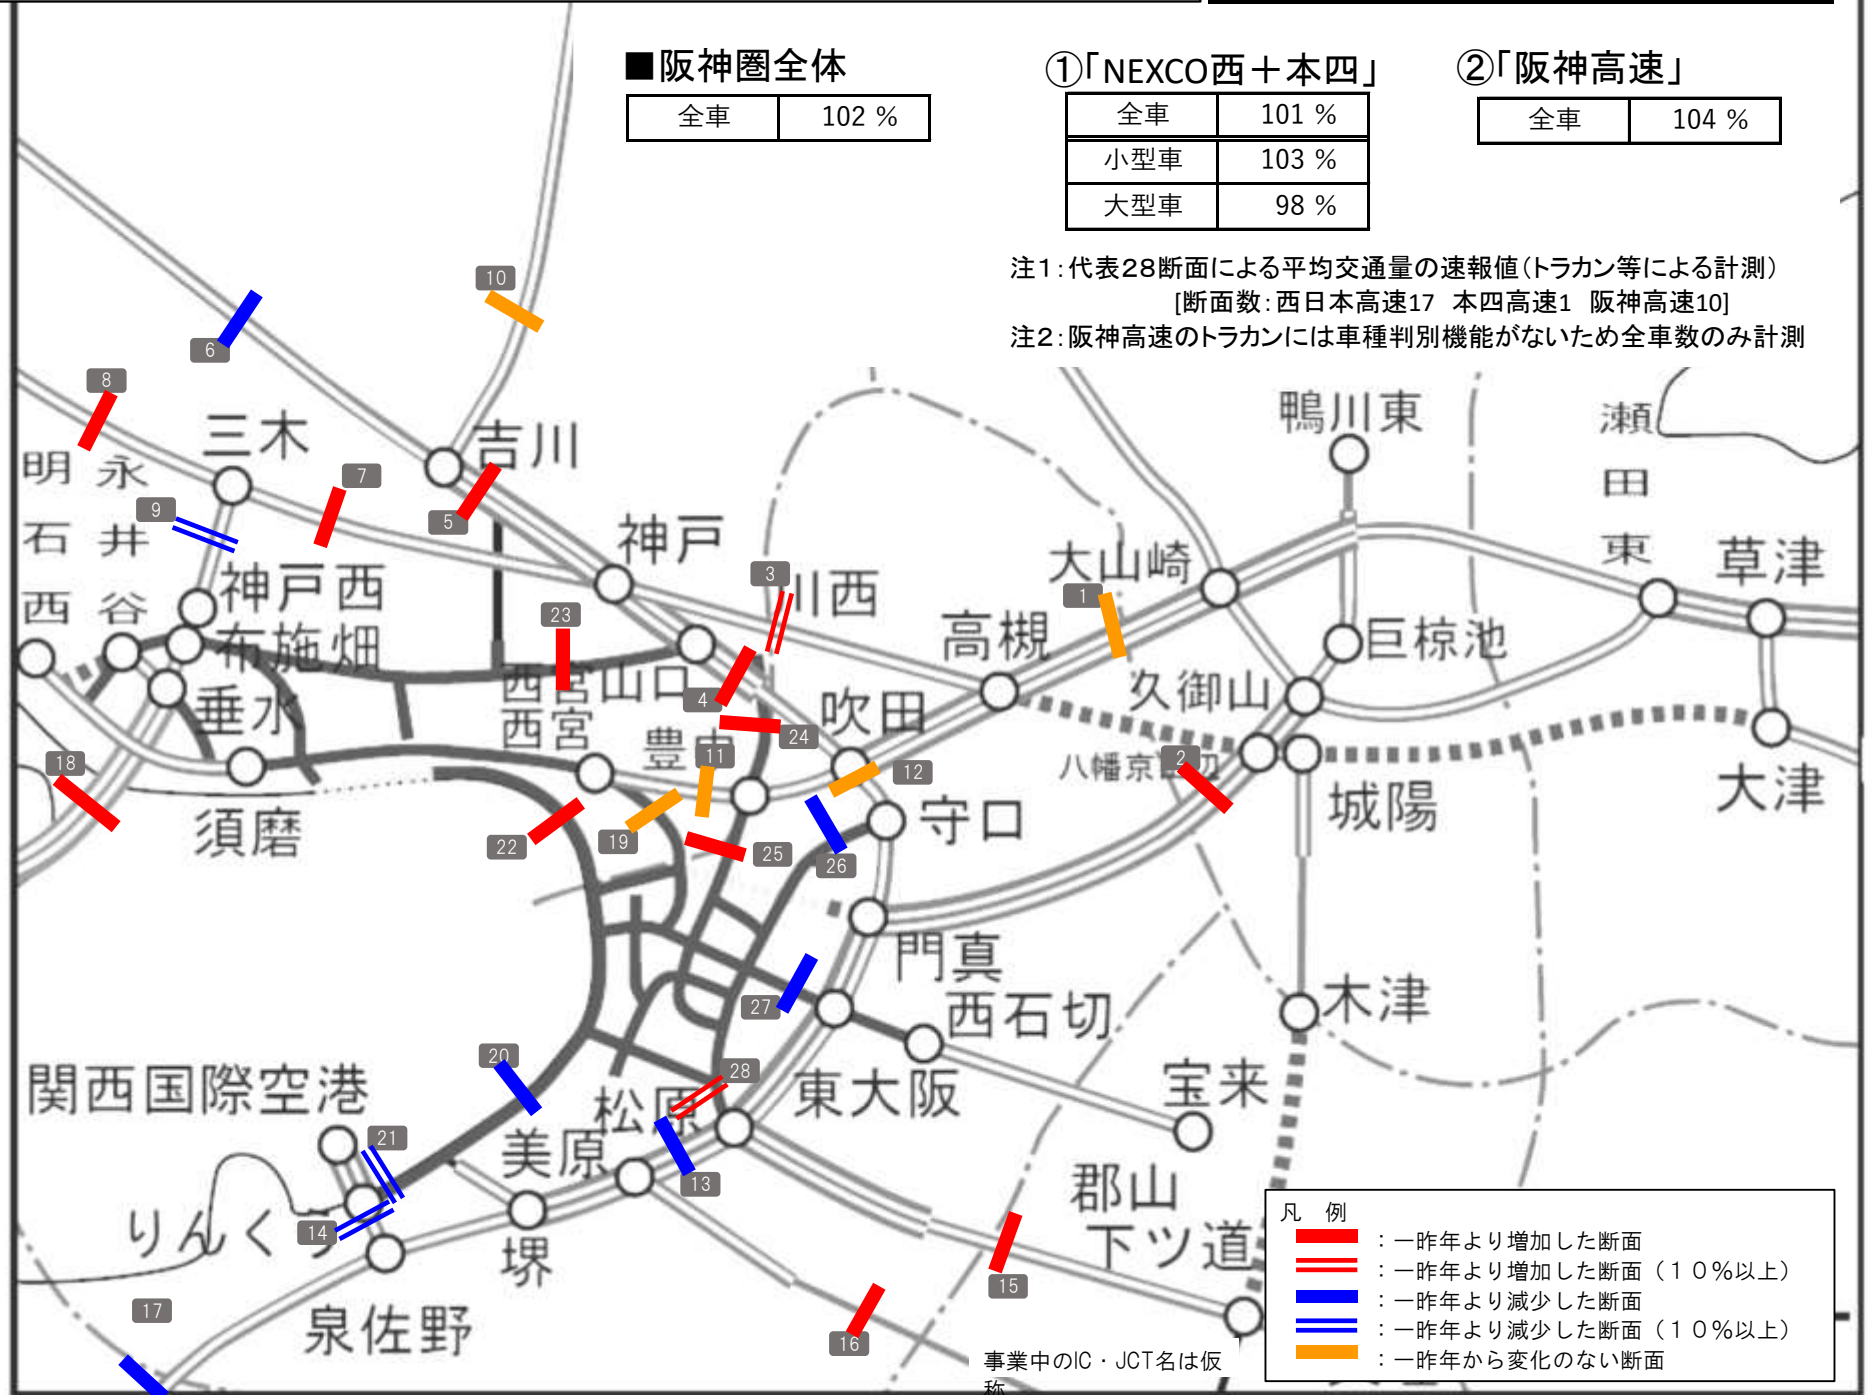 ■阪神圏全体
全車 102 %
①「NEXCO西＋本四」
全車 101 %
小型車 103 %
大型車 98 %
②「阪神高速」
全車 104 %
注１：代表２８断面による平均交通量の速報値（トラカン等による計測）
[断面数：西日本高速17 本四高速1 阪神高速10]
注２：阪神高速のトラカンには車種判別機能がないため全車数のみ計測
10
6
8
三木
吉川
鴨川東
瀬田東
明石西
永井谷
7
9
5
神戸
大山崎
草津
神戸西
3
川西
1
23
高槻
巨椋池
布施畑
西宮山口
4
久御山
垂水
西宮
吹田
24
豊中
11
18
12
八幡京田辺
2
大津
須磨
城陽
守口
22
19
25
26
門真
27
西石切
木津
20
28
東大阪
宝来
関西国際空港
松原
21
美原
13
郡山下ツ道
14
りんくう
堺
15
17
泉佐野
16
事業中のIC・JCT名は仮
称
凡 例
：一昨年より増加した断面
：一昨年より増加した断面（１０％以上）
：一昨年より減少した断面
：一昨年より減少した断面（１０％以上）
：一昨年から変化のない断面